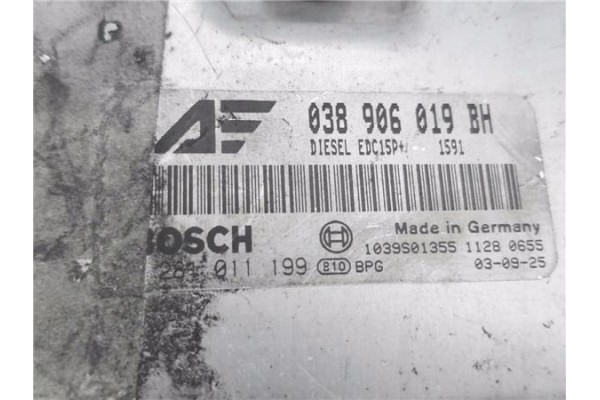 038 906 019 BH
DIESEL EDC15P+ 1591
BOSCH
Made in Germany
1039S01355 1128 0655
281 011 199 810 BPG
03-09-25